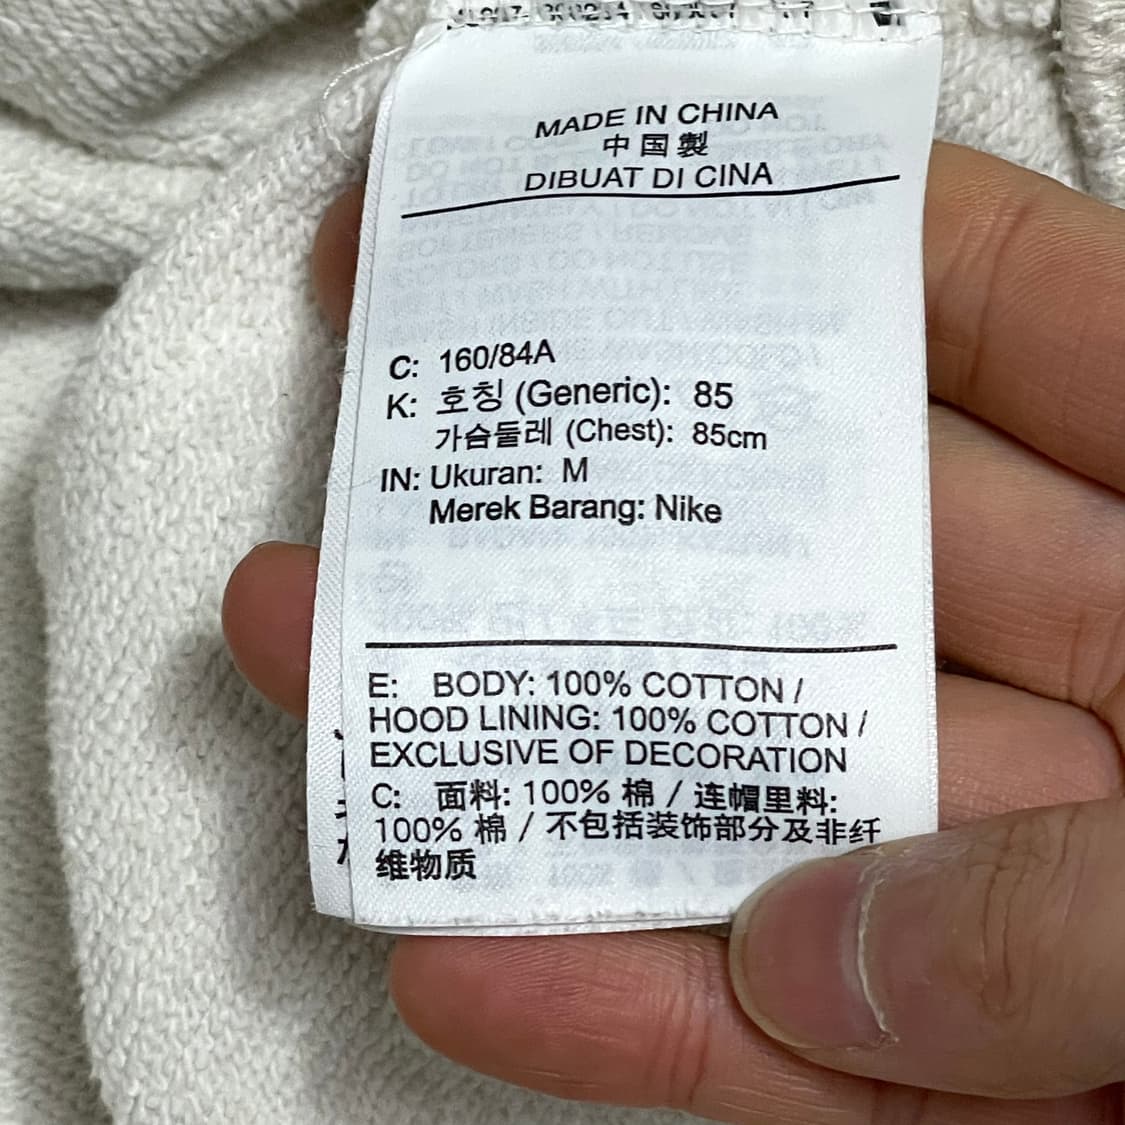 MADE IN CHINA
中国製
DIBUAT DI CINA
C: 160/84A
K: 호칭 (Generic): 85
가슴둘레 (Chest): 85cm
IN: Ukuran: M
Merek Barang: Nike
E: BODY: 100% COTTON /
HOOD LINING: 100% COTTON /
EXCLUSIVE OF DECORATION
C: 面料: 100% 棉 / 连帽里料:
100% 棉 / 不包括装饰部分及非纤
维物质